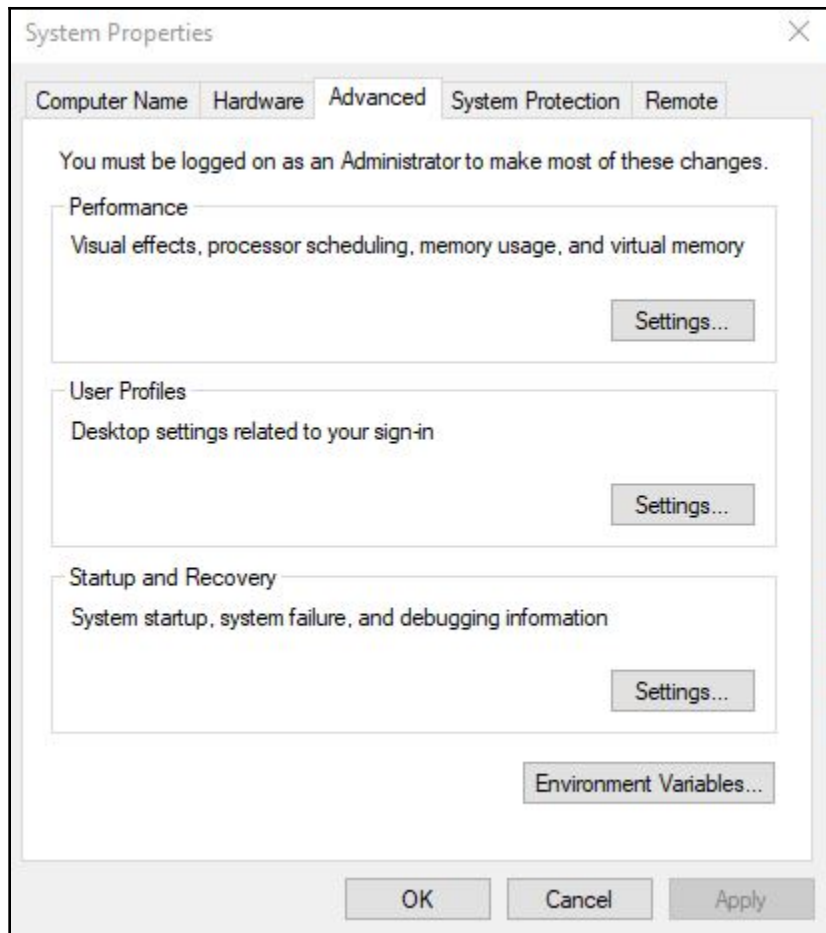 System Properties
Computer Name Hardware Advanced System Protection Remote
You must be logged on as an Administrator to make most of these changes.
Performance
Visual effects, processor scheduling, memory usage, and virtual memory
Settings...
User Profiles
Desktop settings related to your sign-in
Settings...
Startup and Recovery
System startup, system failure, and debugging information
Settings...
Environment Variables...
OK Cancel Apply